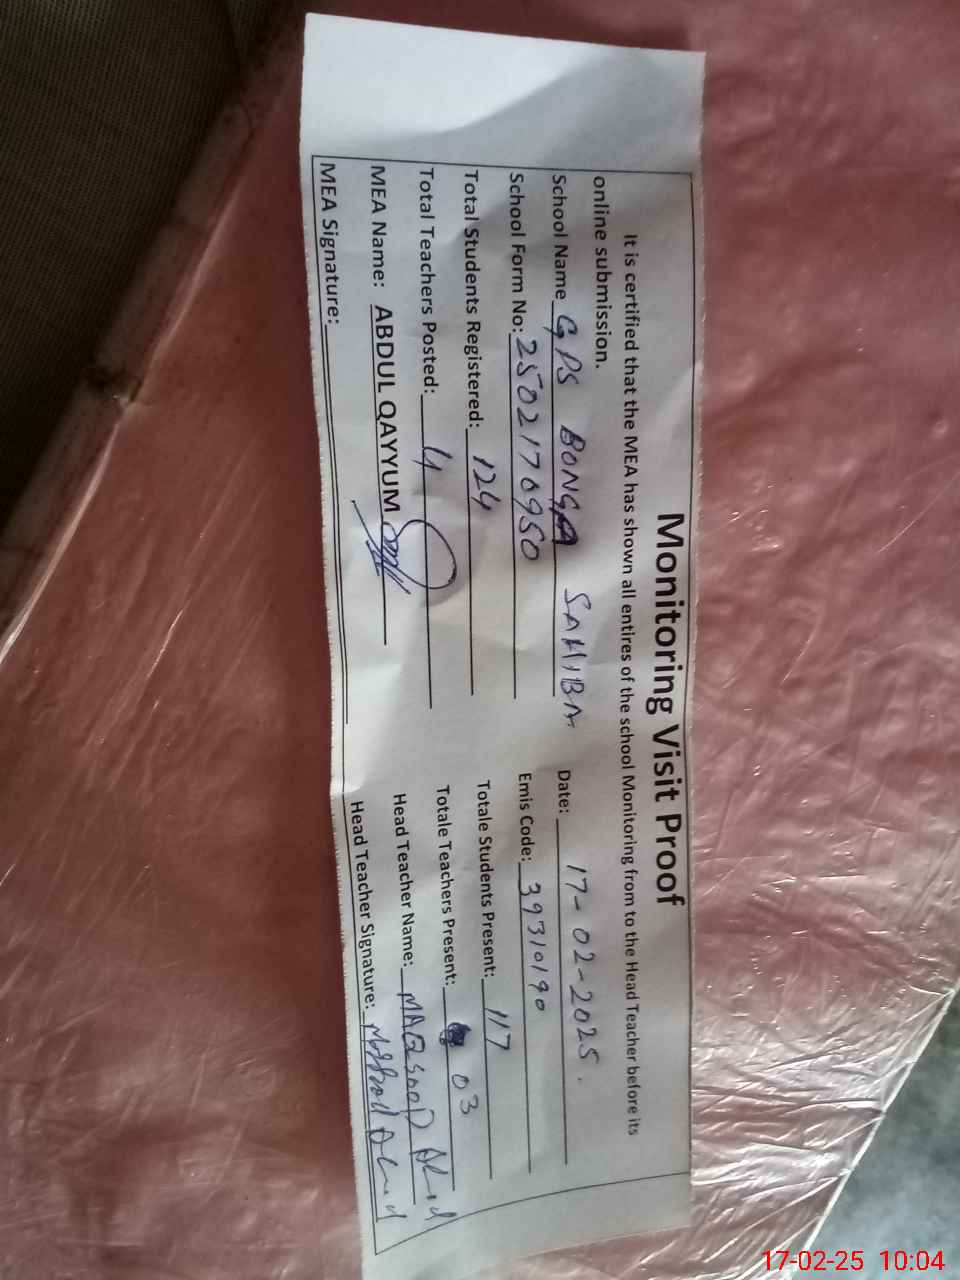 Monitoring Visit Proof
It is certified that the MEA has shown all entires of the school Monitoring from to the Head Teacher before its
online submission.
School Name GPS BONGA SAHIBA Date: 17-02-2025.
School Form No: 2502170950 Emis Code: 39310190
Total Students Registered: 124 Totale Students Present: 117
Total Teachers Posted: 4 Totale Teachers Present: 03
MEA Name: ABDUL QAYYUM Head Teacher Name: MAQSOOD
MEA Signature: Head Teacher Signature:
17-02-25 10:04